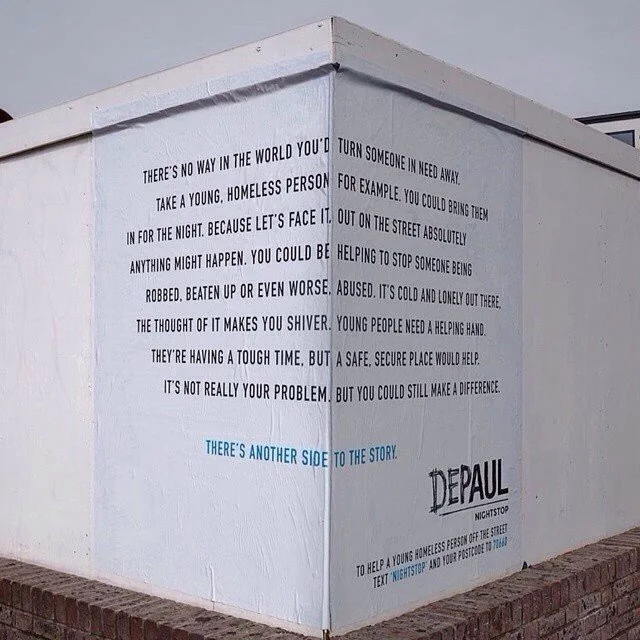 THERE'S NO WAY IN THE WORLD YOU'D TURN SOMEONE IN NEED AWAY.
TAKE A YOUNG, HOMELESS PERSON FOR EXAMPLE. YOU COULD BRING THEM
IN FOR THE NIGHT. BECAUSE LET'S FACE IT, OUT ON THE STREET ABSOLUTELY
ANYTHING MIGHT HAPPEN. YOU COULD BE HELPING TO STOP SOMEONE BEING
ROBBED, BEATEN UP OR EVEN WORSE. ABUSED. IT'S COLD AND LONELY OUT THERE,
THE THOUGHT OF IT MAKES YOU SHIVER. YOUNG PEOPLE NEED A HELPING HAND.
THEY'RE HAVING A TOUGH TIME, BUT A SAFE, SECURE PLACE WOULD HELP.
IT'S NOT REALLY YOUR PROBLEM, BUT YOU COULD STILL MAKE A DIFFERENCE.
THERE'S ANOTHER SIDE TO THE STORY.
DEPAUL
NIGHTSTOP
TO HELP A YOUNG HOMELESS PERSON OFF THE STREET
TEXT 'NIGHTSTOP' AND YOUR POSTCODE TO 70660